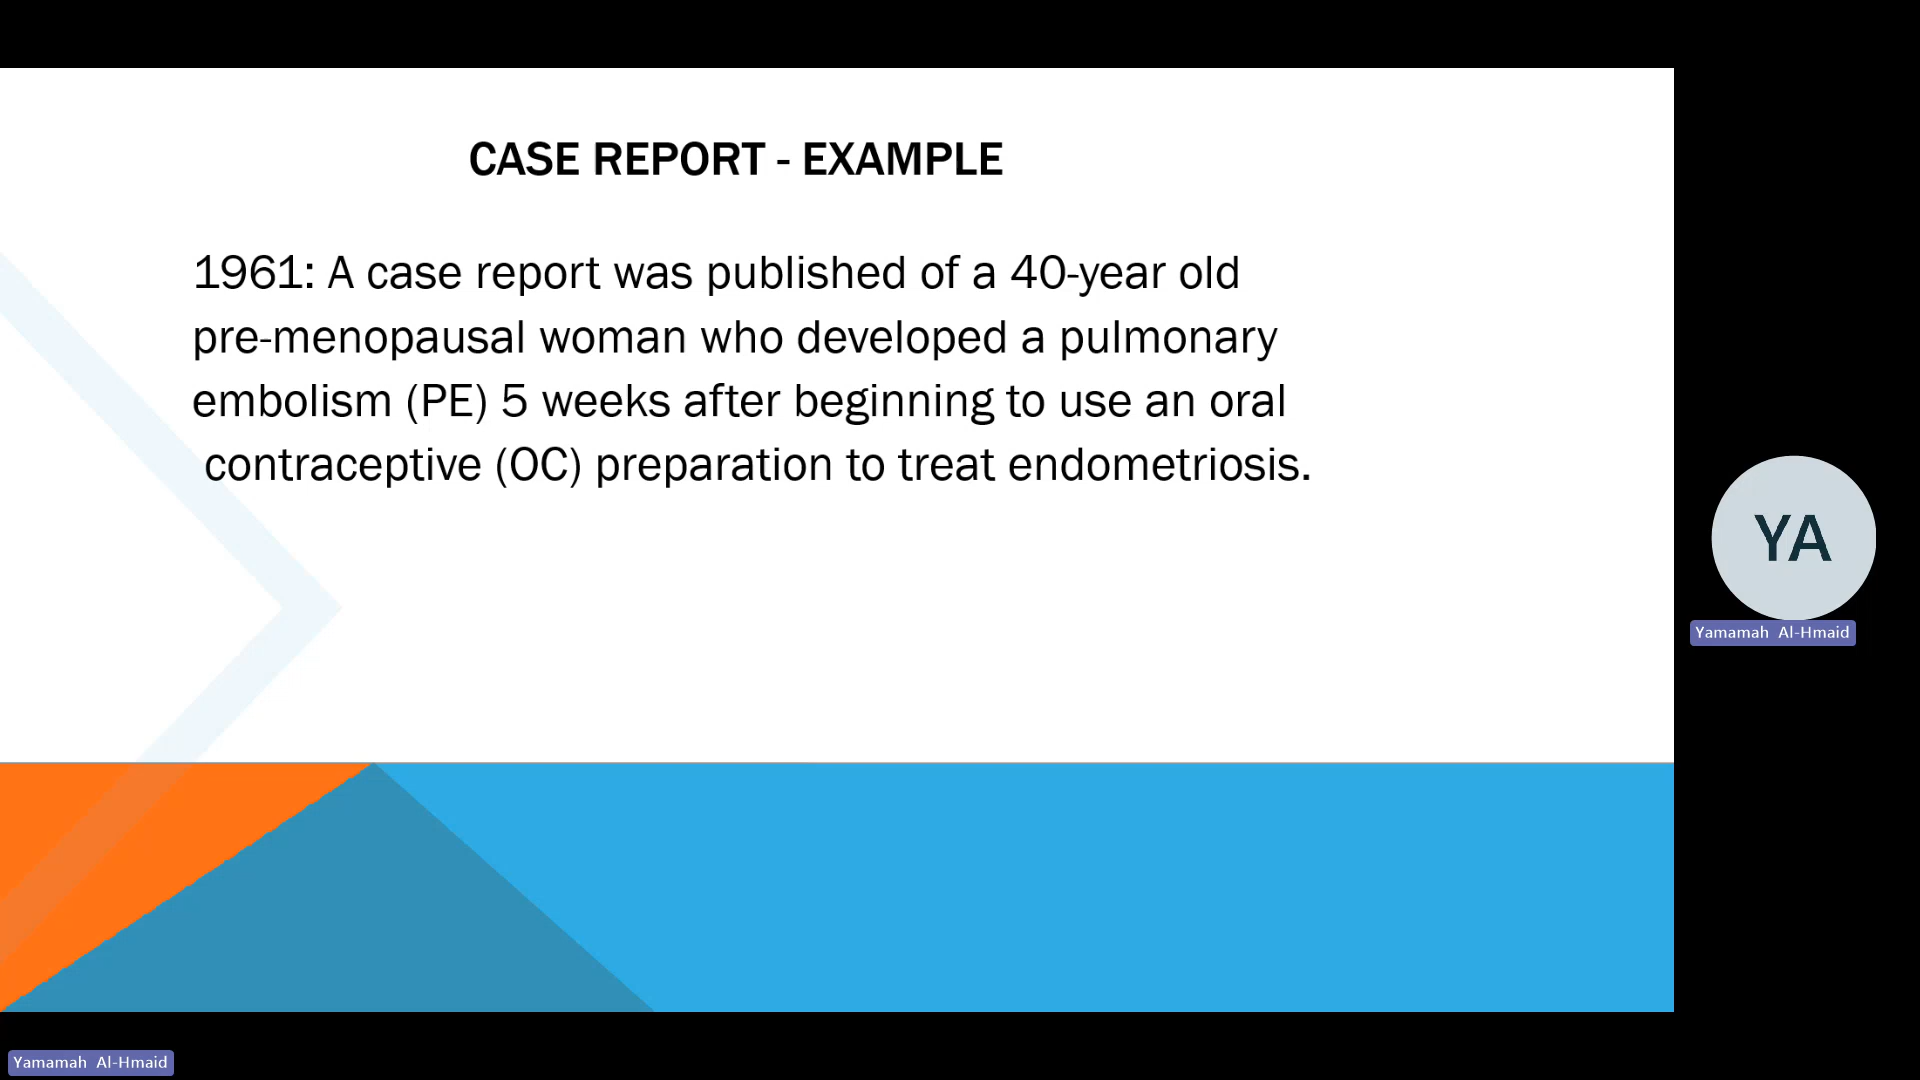 CASE REPORT - EXAMPLE
1961: A case report was published of a 40-year old
pre-menopausal woman who developed a pulmonary
embolism (PE) 5 weeks after beginning to use an oral
contraceptive (OC) preparation to treat endometriosis.
YA
Yamamah Al-Hmaid
Yamamah Al-Hmaid